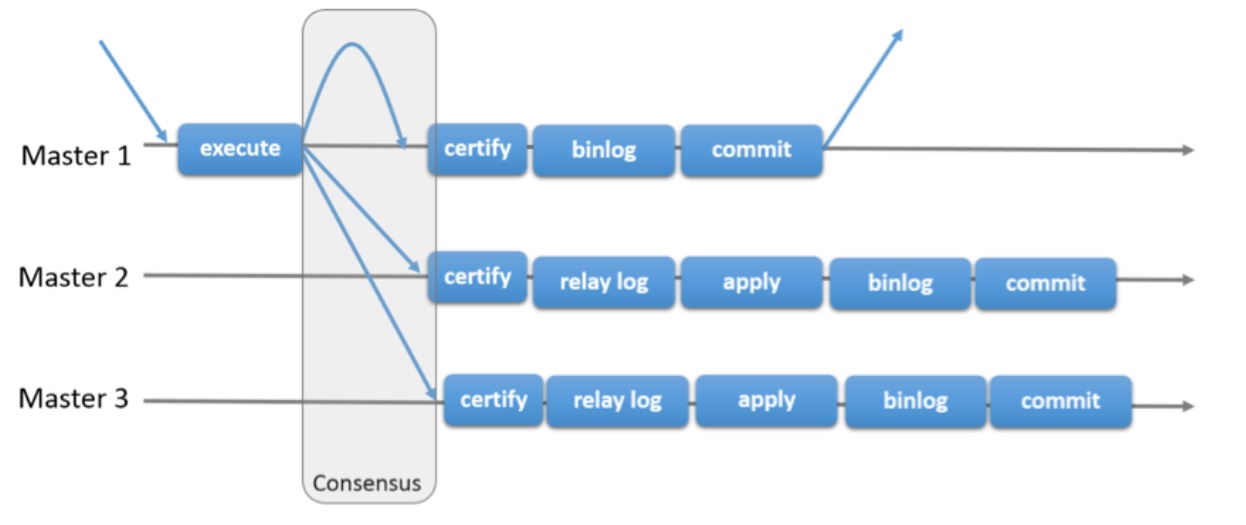 Master 1
execute
certify
binlog
commit
Master 2
certify
relay log
apply
binlog
commit
Master 3
certify
relay log
apply
binlog
commit
Consensus